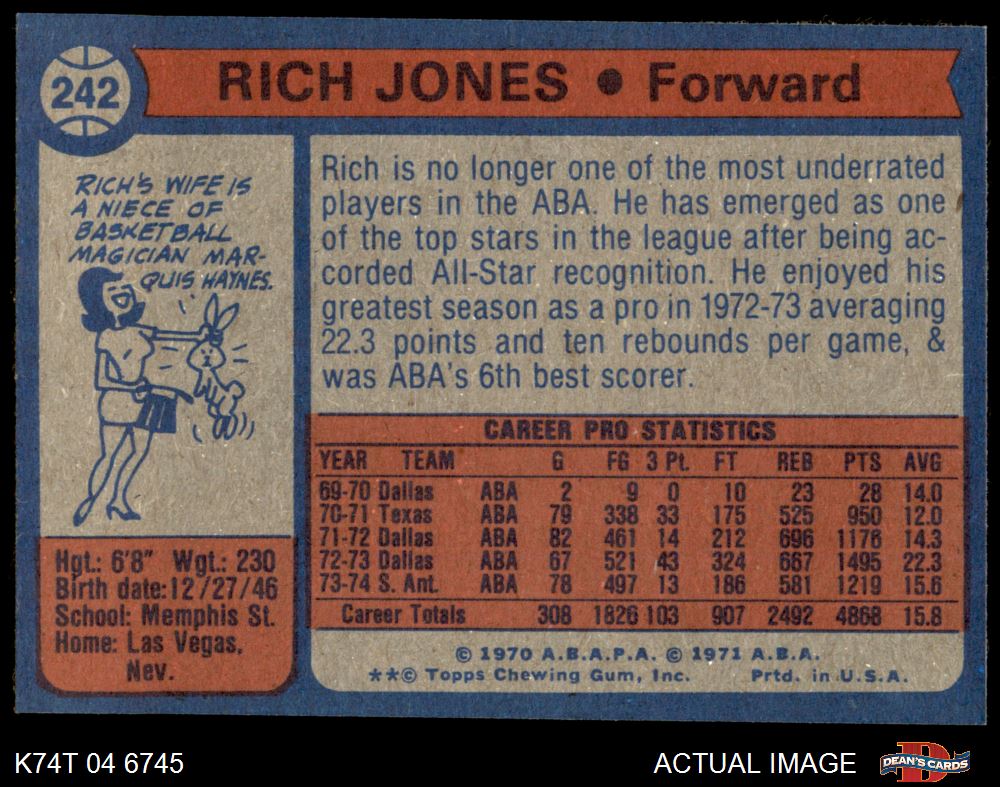 242
RICH JONES • Forward
RICH'S WIFE IS
A NIECE OF
BASKETBALL
MAGICIAN MAR-
QUIS HAYNES.
Rich is no longer one of the most underrated
players in the ABA. He has emerged as one
of the top stars in the league after being ac-
corded All-Star recognition. He enjoyed his
greatest season as a pro in 1972-73 averaging
22.3 points and ten rebounds per game, &
was ABA's 6th best scorer.
Hgt.: 6'8" Wgt.: 230
Birth date: 12/27/46
School: Memphis St.
Home: Las Vegas,
Nev.
CAREER PRO STATISTICS
YEAR TEAM G FG 3 Pt. FT REB PTS AVG
69-70 Dallas ABA 2 9 0 10 23 28 14.0
70-71 Texas ABA 79 338 33 175 525 950 12.0
71-72 Dallas ABA 82 461 14 212 696 1176 14.3
72-73 Dallas ABA 67 521 43 324 667 1495 22.3
73-74 S. Ant. ABA 78 497 13 186 581 1219 15.6
Career Totals 308 1826 103 907 2492 4868 15.8
© 1970 A.B.A.P.A. © 1971 A.B.A.
**© Topps Chewing Gum, Inc. Prtd. in U.S.A.
K74T 04 6745
ACTUAL IMAGE
D
DEAN'S CARDS